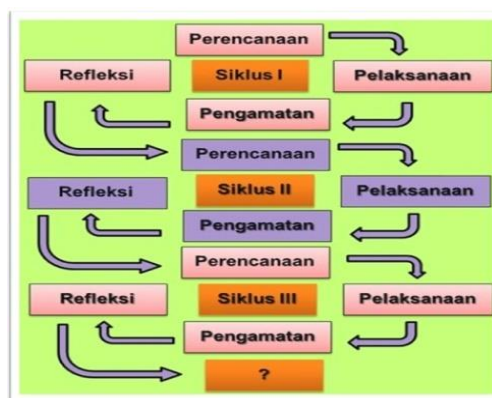 Perencanaan
Refleksi Siklus I Pelaksanaan
Pengamatan
Perencanaan
Refleksi Siklus II Pelaksanaan
Pengamatan
Perencanaan
Refleksi Siklus III Pelaksanaan
Pengamatan
?